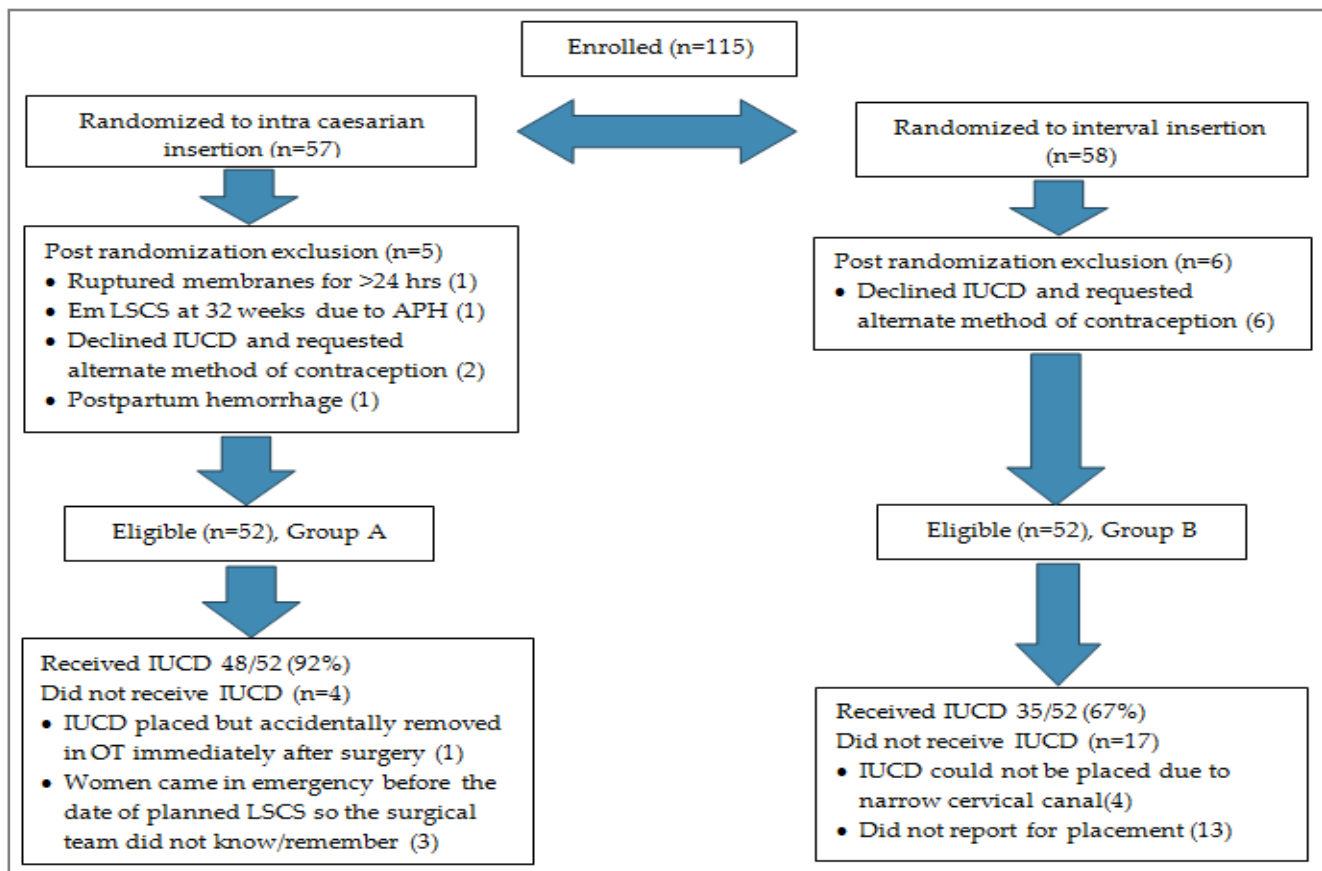 Enrolled (n=115)
Randomized to intra caesarian
insertion (n=57)
Randomized to interval insertion
(n=58)
Post randomization exclusion (n=5)
• Ruptured membranes for >24 hrs (1)
• Em LSCS at 32 weeks due to APH (1)
• Declined IUCD and requested
alternate method of contraception (2)
• Postpartum hemorrhage (1)
Post randomization exclusion (n=6)
• Declined IUCD and requested
alternate method of contraception (6)
Eligible (n=52), Group A
Eligible (n=52), Group B
Received IUCD 48/52 (92%)
Did not receive IUCD (n=4)
• IUCD placed but accidentally removed
in OT immediately after surgery (1)
• Women came in emergency before the
date of planned LSCS so the surgical
team did not know/remember (3)
Received IUCD 35/52 (67%)
Did not receive IUCD (n=17)
• IUCD could not be placed due to
narrow cervical canal(4)
• Did not report for placement (13)